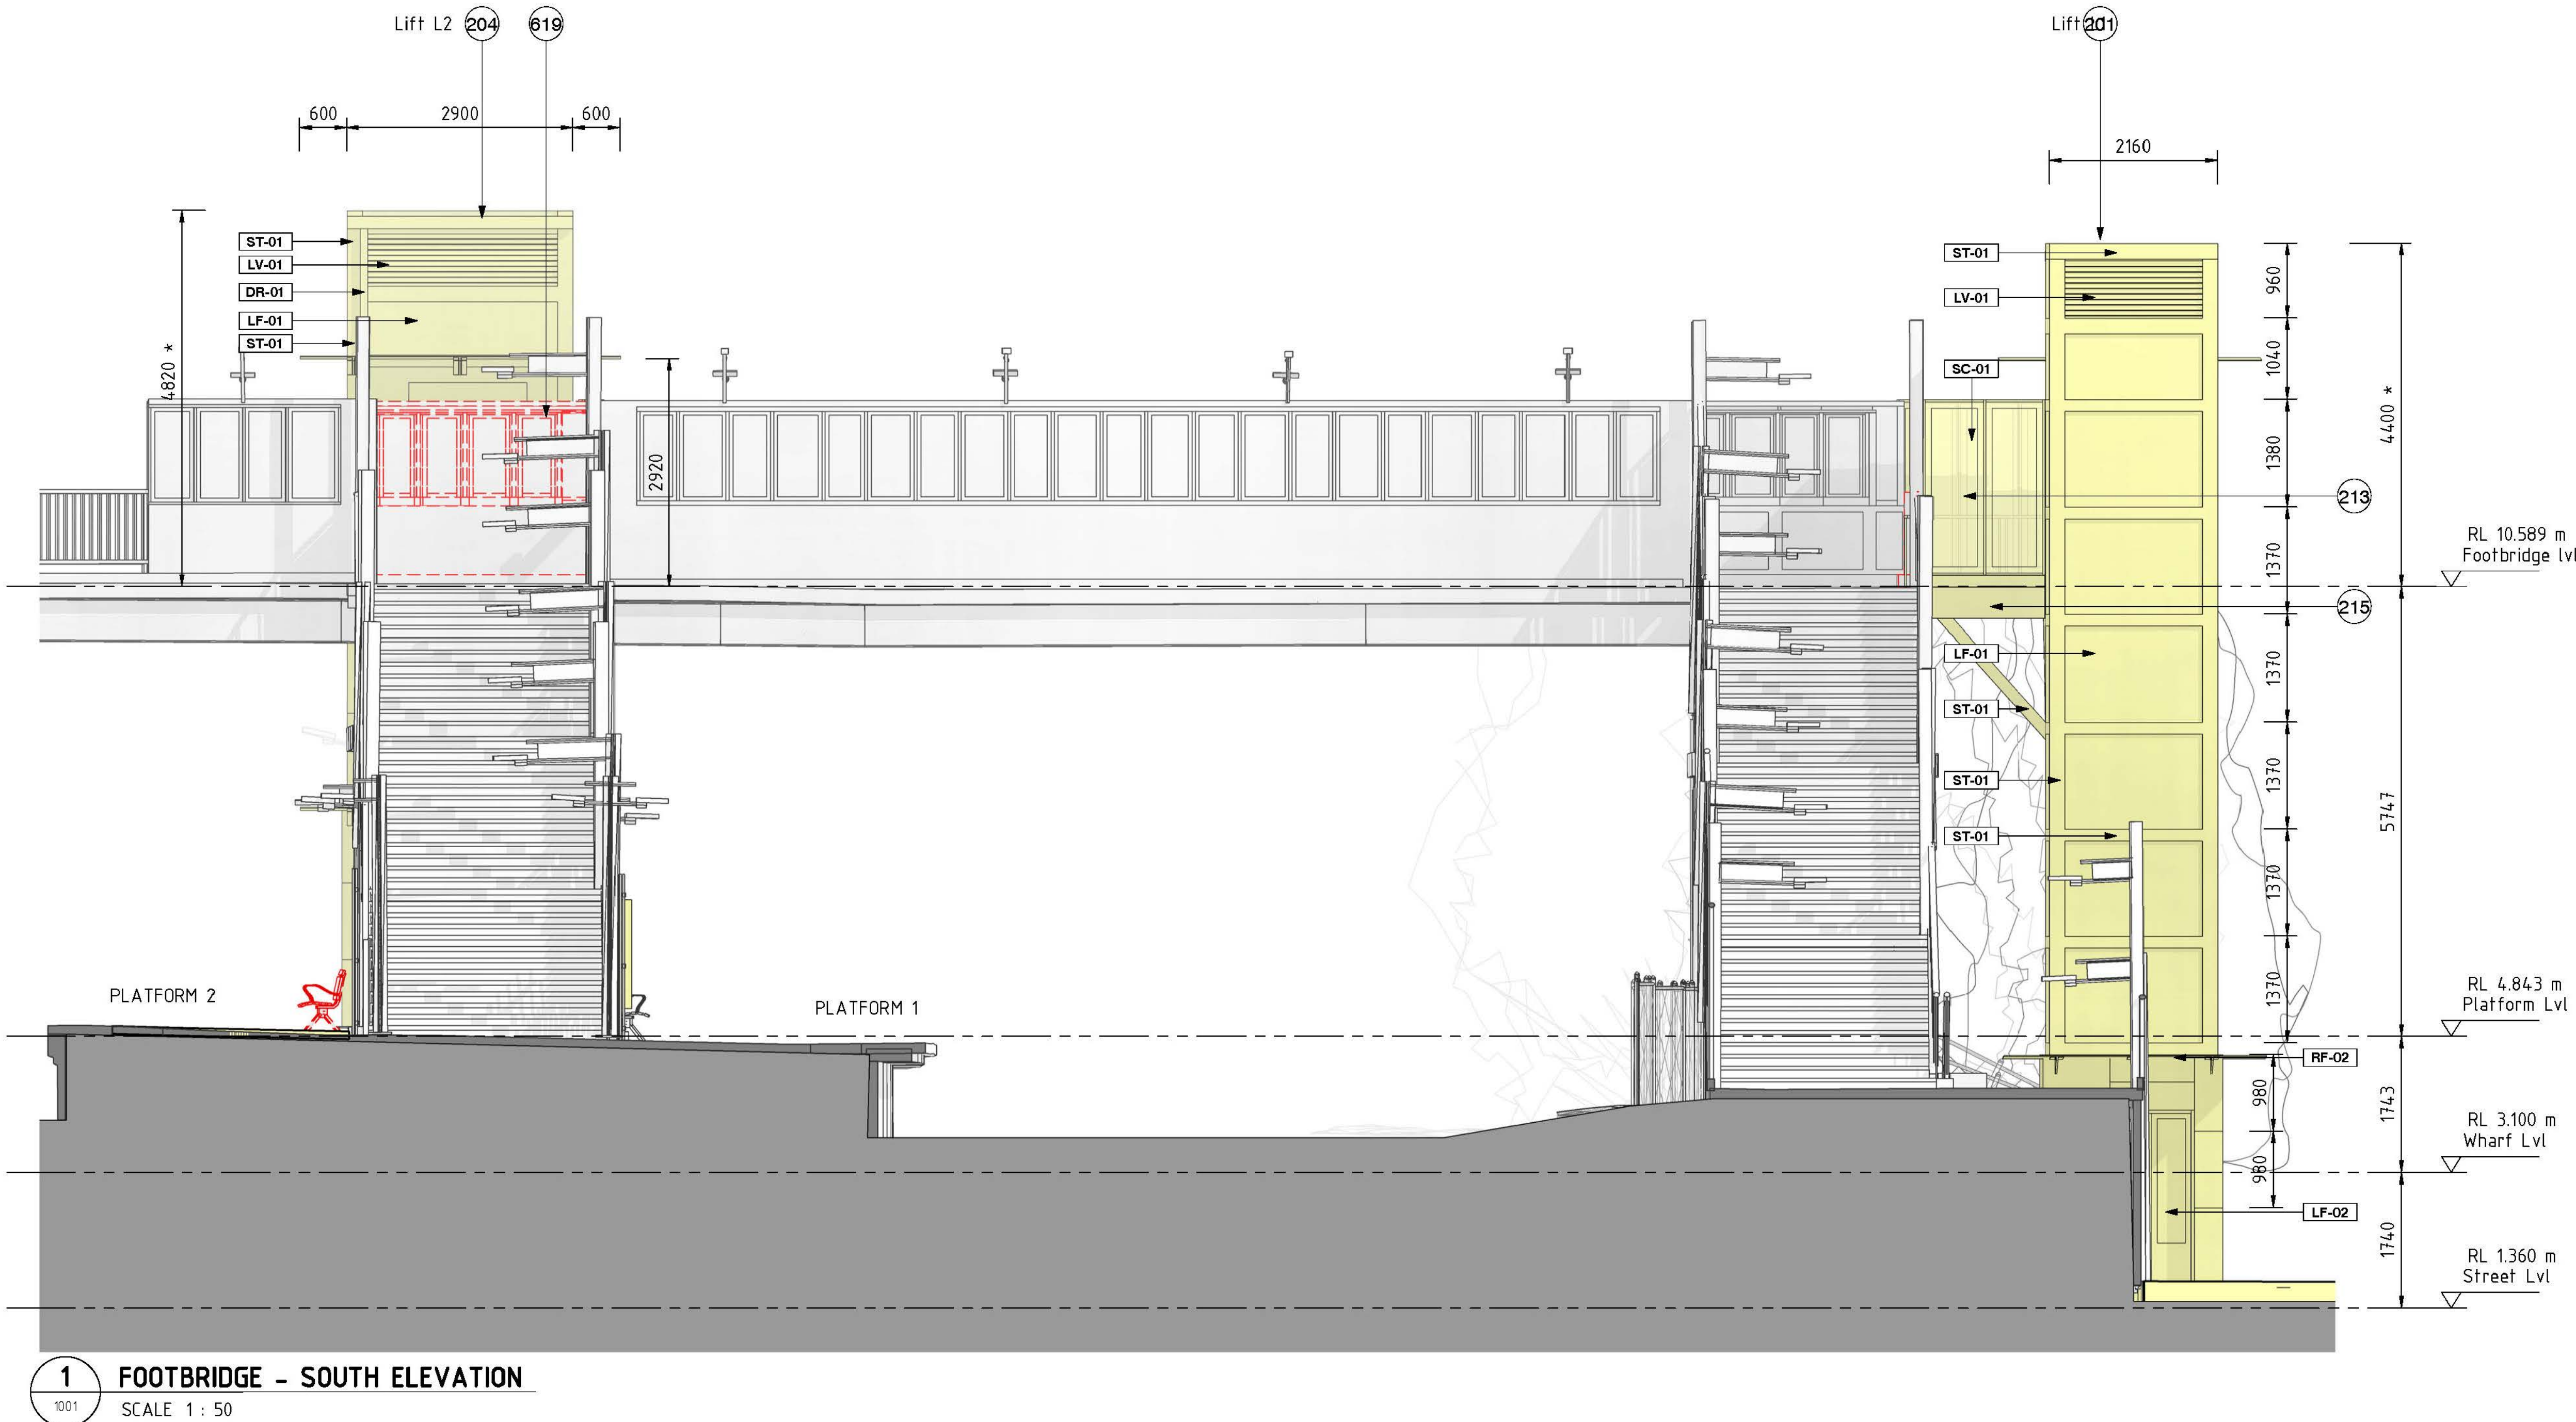 Lift L2 204 619
Lift 201
600 2900 600
2160
4820 *
ST-01
LV-01
DR-01
LF-01
ST-01
2920
ST-01
LV-01
SC-01
960
1040
1380
1370
1370
1370
1370
1370
4400 *
213
RL 10.589 m
Footbridge lvl
215
LF-01
ST-01
ST-01
ST-01
5747
PLATFORM 2
PLATFORM 1
RL 4.843 m
Platform Lvl
RF-02
980
980
1743
RL 3.100 m
Wharf Lvl
LF-02
1740
RL 1.360 m
Street Lvl
1 FOOTBRIDGE - SOUTH ELEVATION
1001 SCALE 1 : 50